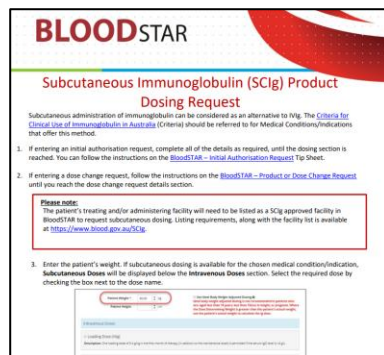 BLOODSTAR
Subcutaneous Immunoglobulin (SCIg) Product
Dosing Request
Subcutaneous administration of immunoglobulin can be considered as an alternative to IVIg. The Criteria for
Clinical Use of Immunoglobulin in Australia (Criteria) should be referred to for Medical Conditions/Indications
that offer this method.
1. If entering an initial authorisation request, complete all of the details as required, until the dosing section is
reached. You can follow the instructions on the BloodSTAR – Initial Authorisation Request Tip Sheet.
2. If entering a dose change request, follow the instructions on the BloodSTAR – Product or Dose Change Request
until you reach the dose change request details section.
Please note:
The patient's treating and/or administering facility will need to be listed as a SCIg approved facility in
BloodSTAR to request subcutaneous dosing. Listing requirements, along with the facility list is available
at https://www.blood.gov.au/SCIg.
3. Enter the patient's weight. If subcutaneous dosing is available for the chosen medical condition/indication,
Subcutaneous Doses will be displayed below the Intravenous Doses section. Select the required dose by
checking the box next to the dose name.
Patient Weight
Patient Height
Intravenous Doses